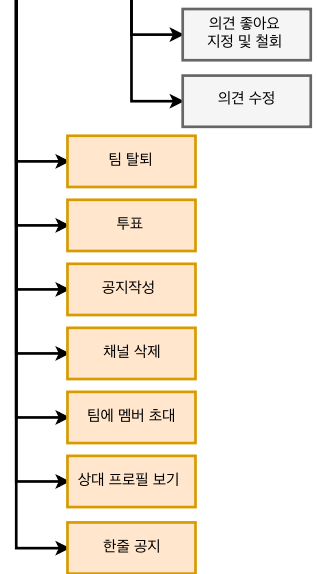 의견 좋아요
지정 및 철회
의견 수정
팀 탈퇴
투표
공지작성
채널 삭제
팀에 멤버 초대
상대 프로필 보기
한줄 공지